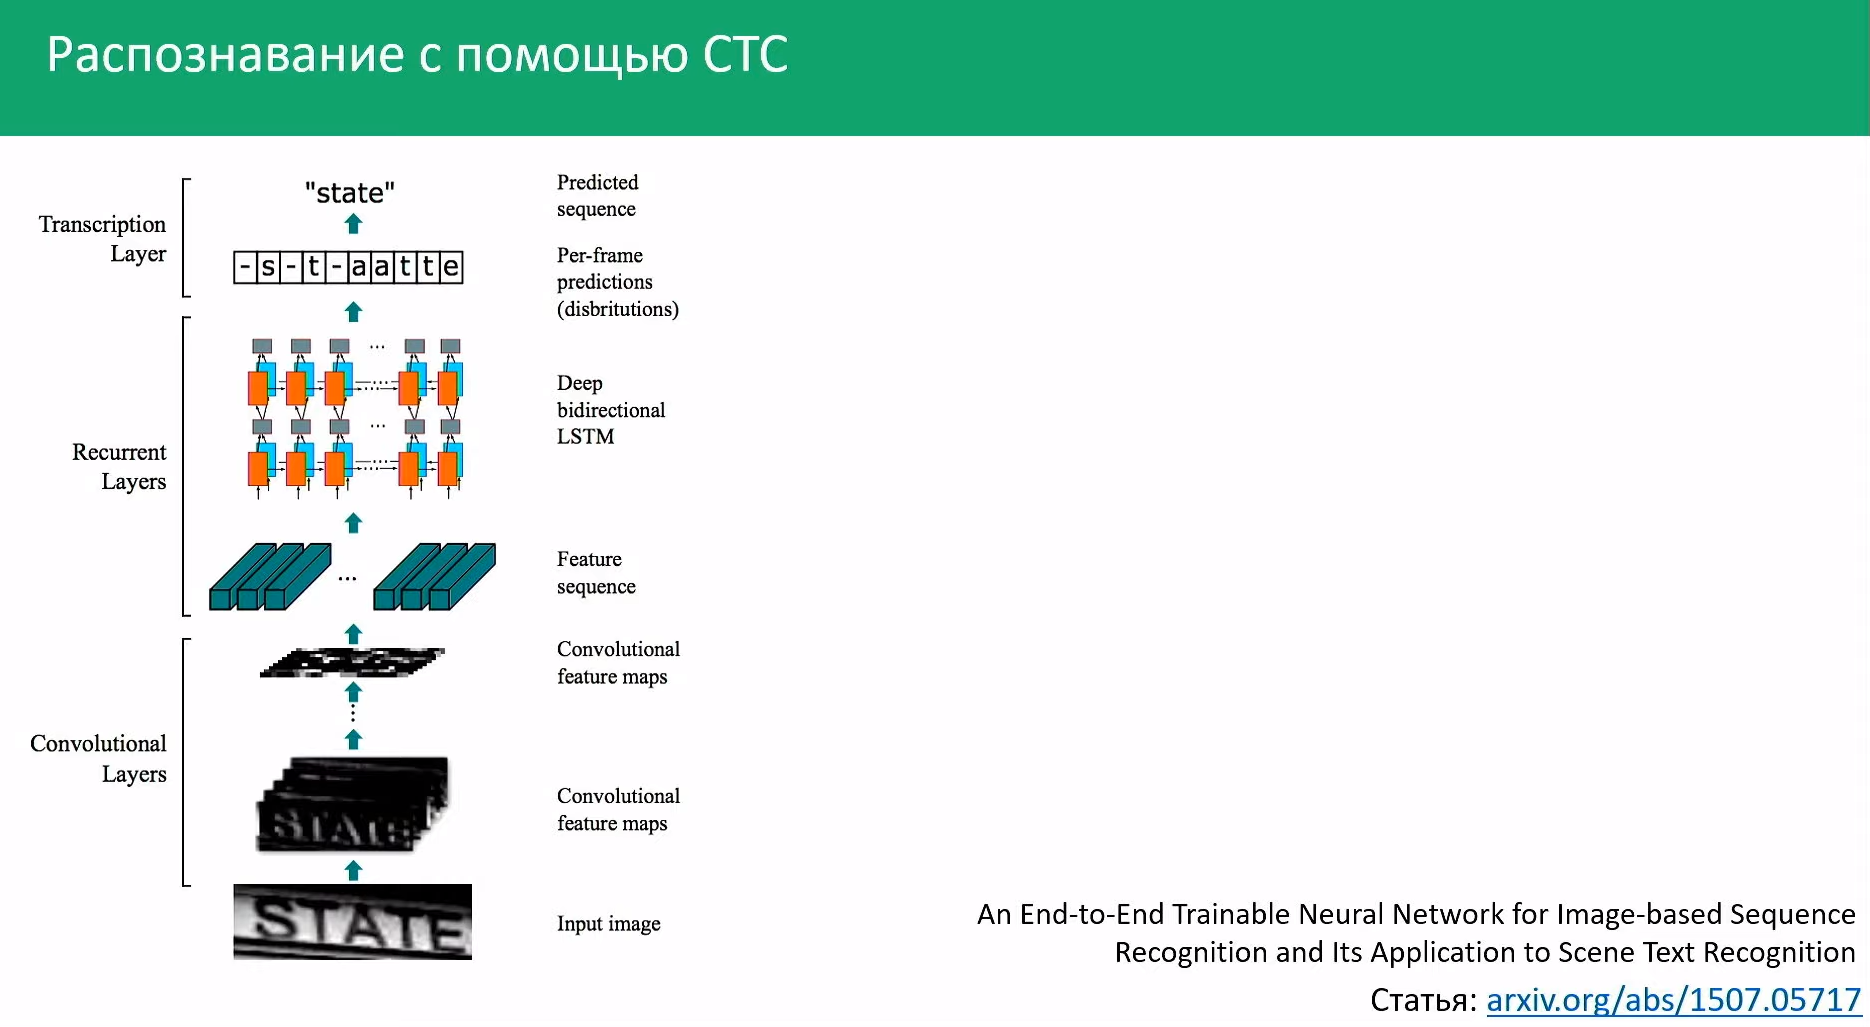 Распознавание с помощью CTC
Transcription
Layer
"state"
Predicted
sequence
-s-t-aatte
Per-frame
predictions
(disbritutions)
Recurrent
Layers
...
...
Deep
bidirectional
LSTM
...
Feature
sequence
Convolutional
Layers
Convolutional
feature maps
STATE
Convolutional
feature maps
STATE
Input image
An End-to-End Trainable Neural Network for Image-based Sequence
Recognition and Its Application to Scene Text Recognition
Статья: arxiv.org/abs/1507.05717